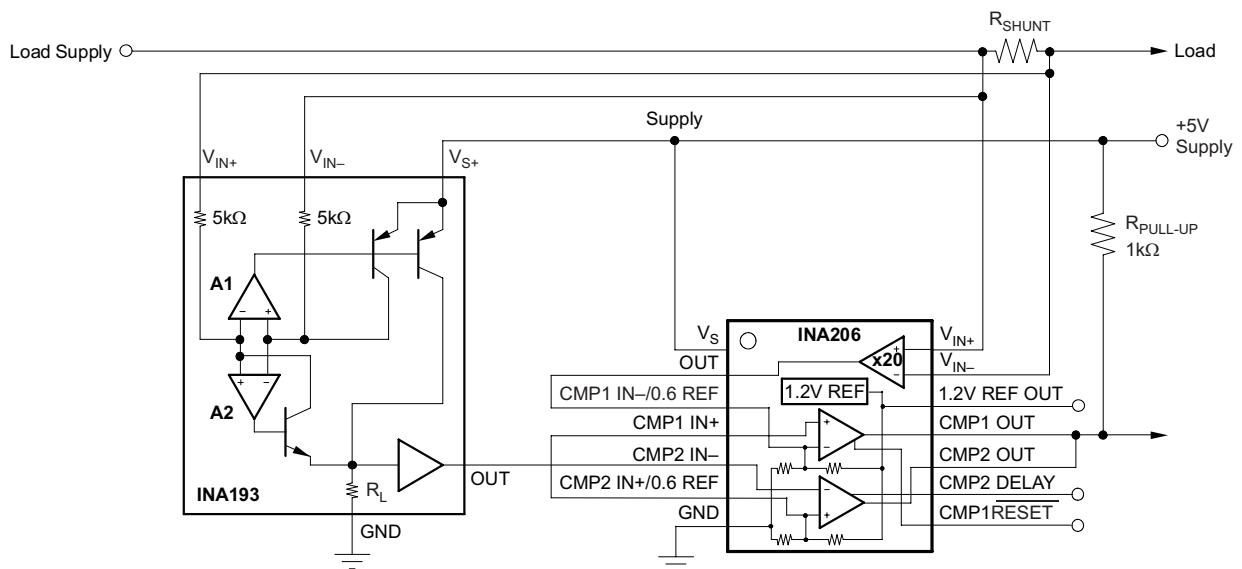 R_SHUNT
Load Supply
Load
Supply
+5V
Supply
V_IN+
V_IN–
V_S+
5kΩ
5kΩ
R_PULL-UP
1kΩ
A1
– +
+ –
A2
INA193
R_L
OUT
GND
INA206
V_S
V_IN+
OUT
x20
+
–
V_IN–
CMP1 IN–/0.6 REF
1.2V REF
1.2V REF OUT
CMP1 IN+
+
–
CMP1 OUT
CMP2 IN–
CMP2 OUT
CMP2 IN+/0.6 REF
–
+
CMP2 DELAY
GND
CMP1 RESET